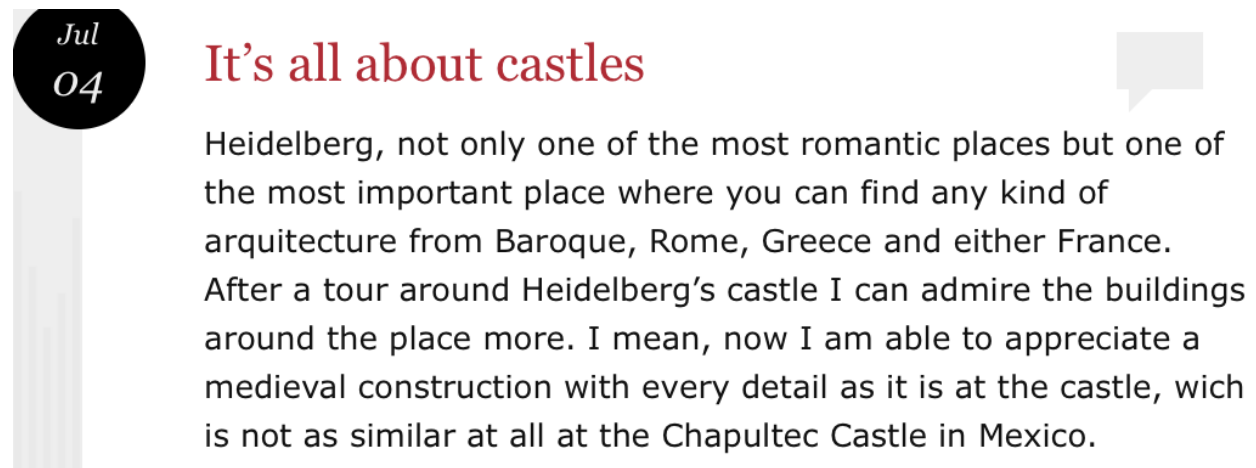 Jul
04
It’s all about castles
Heidelberg, not only one of the most romantic places but one of
the most important place where you can find any kind of
arquitecture from Baroque, Rome, Greece and either France.
After a tour around Heidelberg’s castle I can admire the buildings
around the place more. I mean, now I am able to appreciate a
medieval construction with every detail as it is at the castle, wich
is not as similar at all at the Chapultec Castle in Mexico.